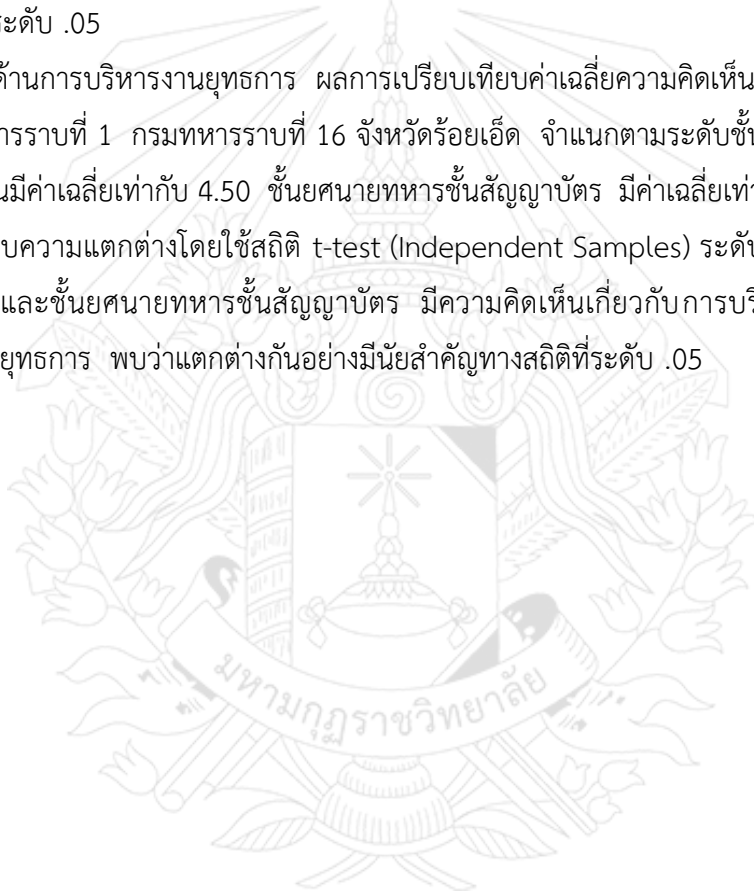 ระดับ .05
ด้านการบริหารงานยุทธการ ผลการเปรียบเทียบค่าเฉลี่ยความคิดเห็น
ารราบที่ 1 กรมทหารราบที่ 16 จังหวัดร้อยเอ็ด จำแนกตามระดับชั้น
นมีค่าเฉลี่ยเท่ากับ 4.50 ชั้นยศนายทหารชั้นสัญญาบัตร มีค่าเฉลี่ยเท่า
บความแตกต่างโดยใช้สถิติ t-test (Independent Samples) ระดับ
และชั้นยศนายทหารชั้นสัญญาบัตร มีความคิดเห็นเกี่ยวกับการบริ
ยุทธการ พบว่าแตกต่างกันอย่างมีนัยสำคัญทางสถิติที่ระดับ .05
มหามกุฏราชวิทยาลัย